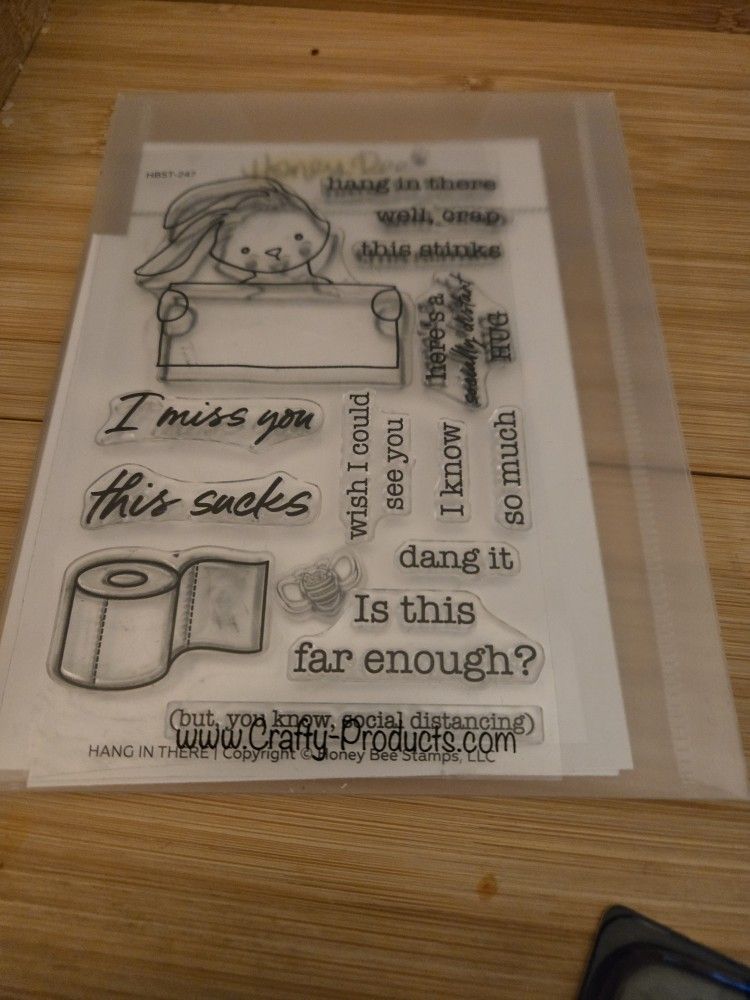 HBST-247
Honey Bee
hang in there
well, crap
this stinks
here's a
socially distant
HUG
I miss you
wish I could
see you
I know
so much
this sucks
dang it
Is this
far enough?
(but, you know, social distancing)
www.Crafty-Products.com
HANG IN THERE | Copyright © Honey Bee Stamps, LLC